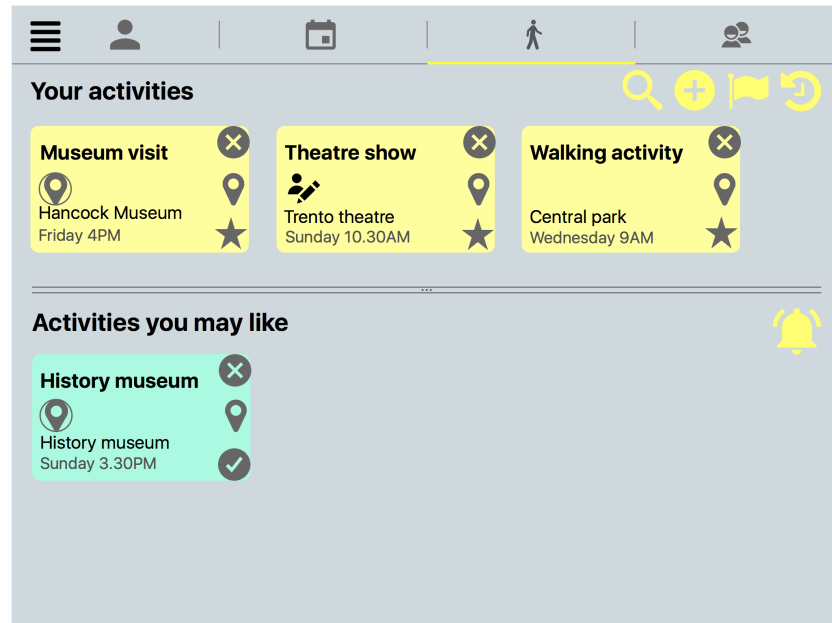 Your activities
Museum visit
Hancock Museum
Friday 4PM
Theatre show
Trento theatre
Sunday 10.30AM
Walking activity
Central park
Wednesday 9AM
Activities you may like
History museum
History museum
Sunday 3.30PM